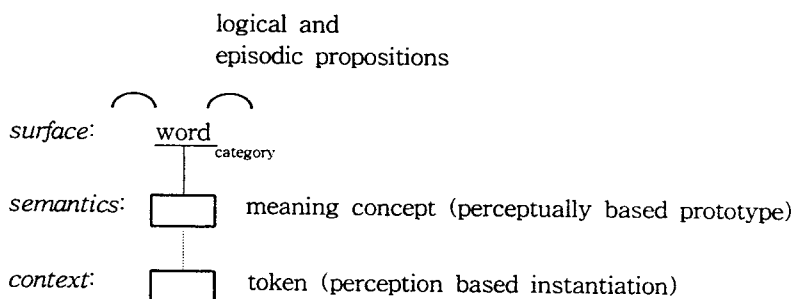 logical and
episodic propositions
surface: word category
semantics: meaning concept (perceptually based prototype)
context: token (perception based instantiation)